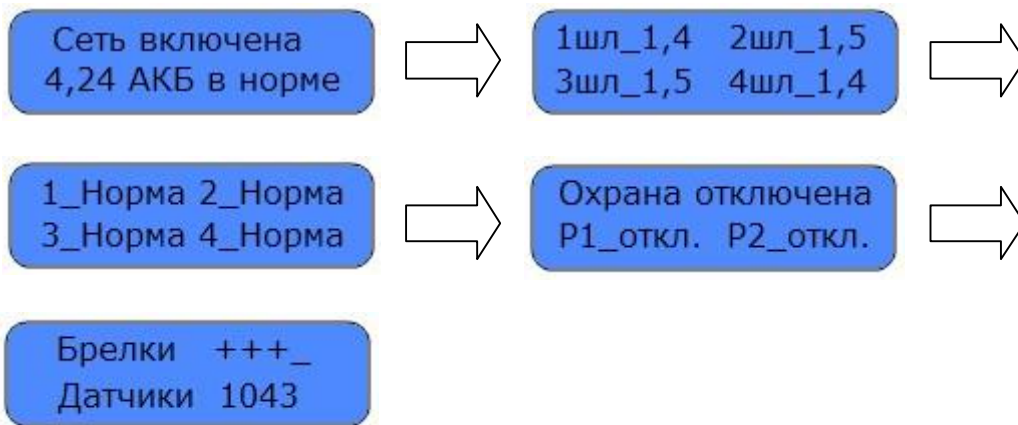 Сеть включена
4,24 АКБ в норме
1шл_1,4 2шл_1,5
3шл_1,5 4шл_1,4
1_Норма 2_Норма
3_Норма 4_Норма
Охрана отключена
Р1_откл. Р2_откл.
Брелки +++_
Датчики 1043